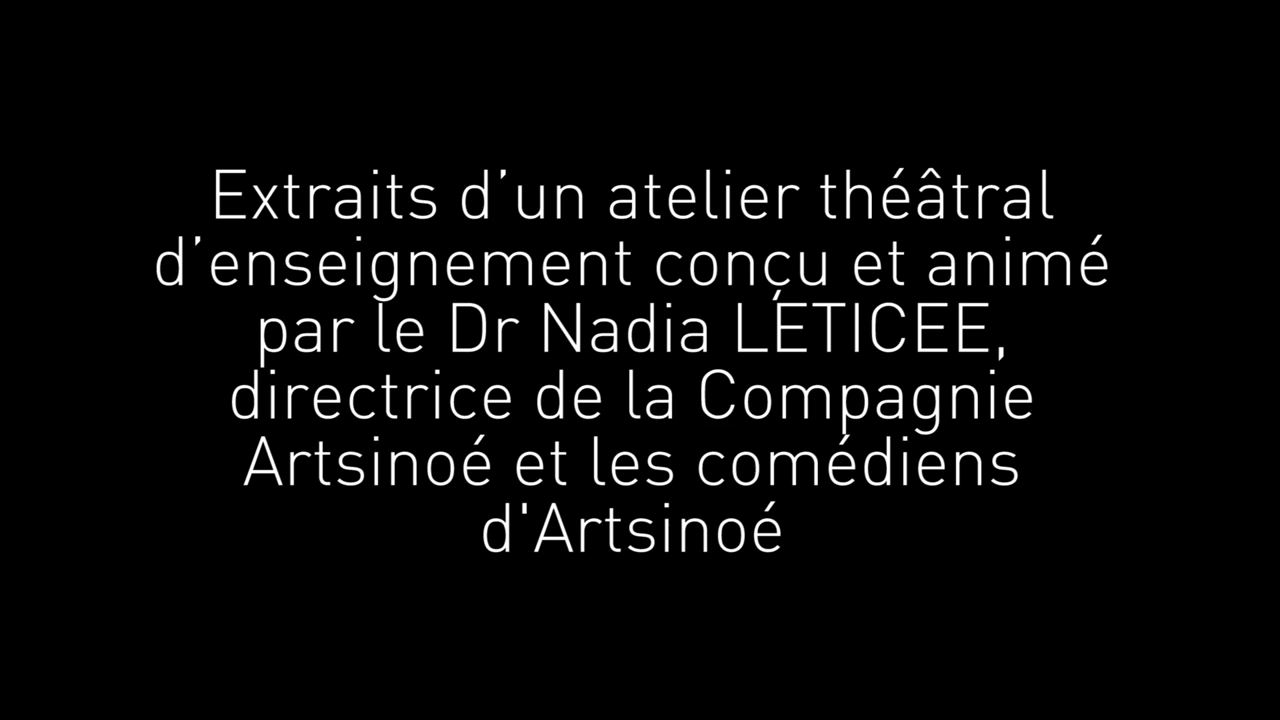 Extraits d’un atelier théâtral
d’enseignement conçu et animé
par le Dr Nadia LETICEE,
directrice de la Compagnie
Artsinoé et les comédiens
d'Artsinoé